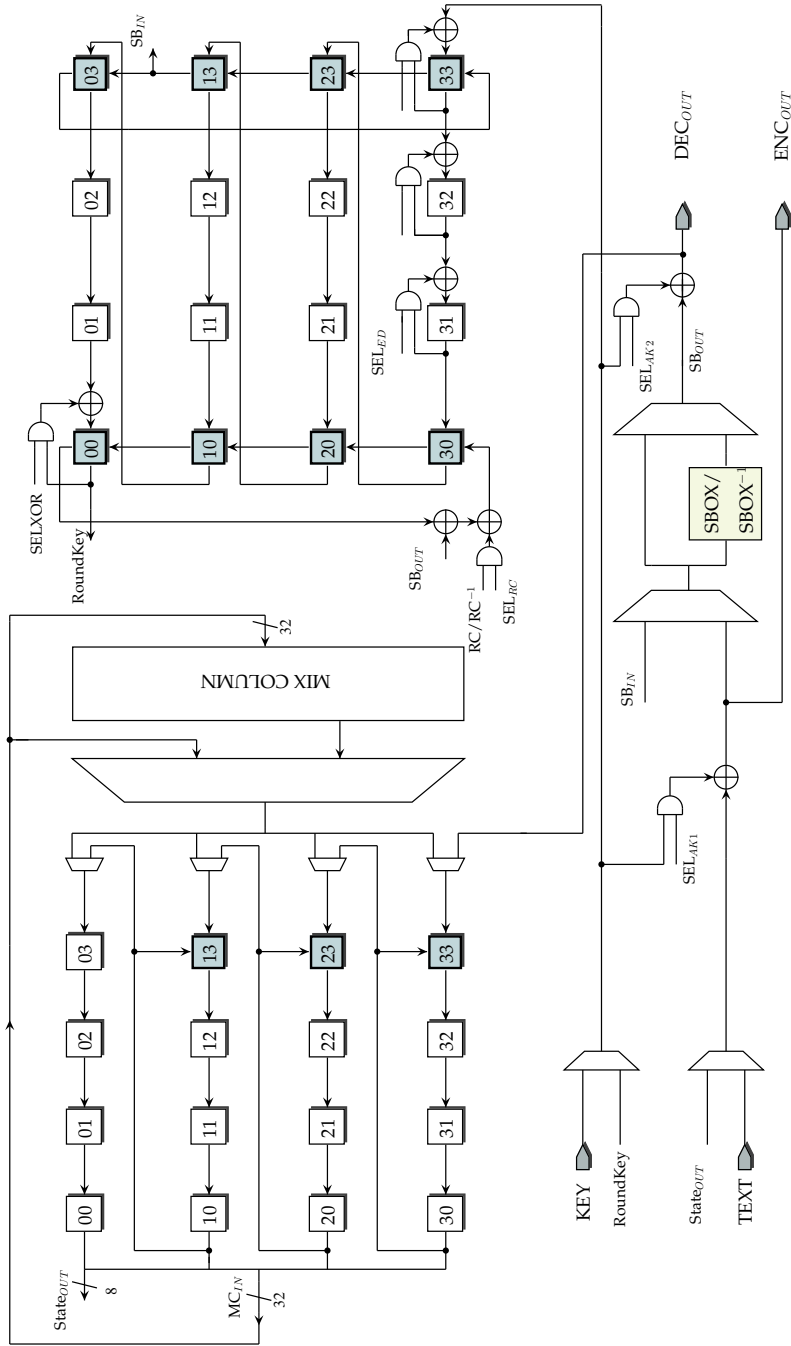 State_OUT
8
MC_IN
32
00
01
02
03
10
11
12
13
20
21
22
23
30
31
32
33
MIX COLUMN
32
RoundKey
SELXOR
00
01
02
03
SB_IN
10
11
12
13
20
21
22
23
30
31
32
33
SEL_ED
SB_OUT
RC/RC^−1
SEL_RC
KEY
RoundKey
State_OUT
TEXT
SEL_AK1
SB_IN
SBOX/
SBOX^−1
SB_OUT
SEL_AK2
DEC_OUT
ENC_OUT